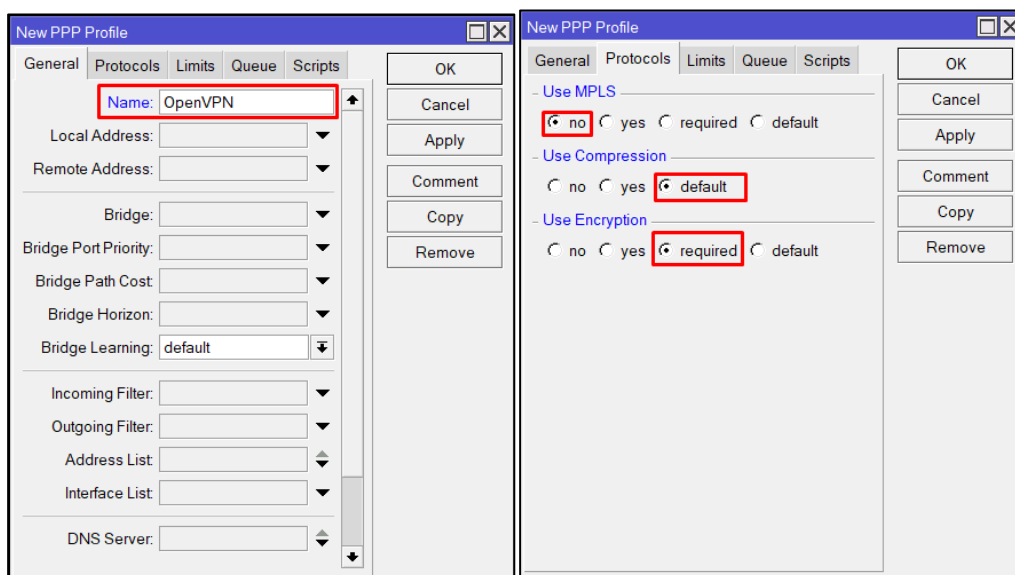 New PPP Profile
General Protocols Limits Queue Scripts
Name: OpenVPN
Local Address:
Remote Address:
Bridge:
Bridge Port Priority:
Bridge Path Cost:
Bridge Horizon:
Bridge Learning: default
Incoming Filter:
Outgoing Filter:
Address List:
Interface List:
DNS Server:
OK
Cancel
Apply
Comment
Copy
Remove
New PPP Profile
General Protocols Limits Queue Scripts
Use MPLS
no yes required default
Use Compression
no yes default
Use Encryption
no yes required default
OK
Cancel
Apply
Comment
Copy
Remove